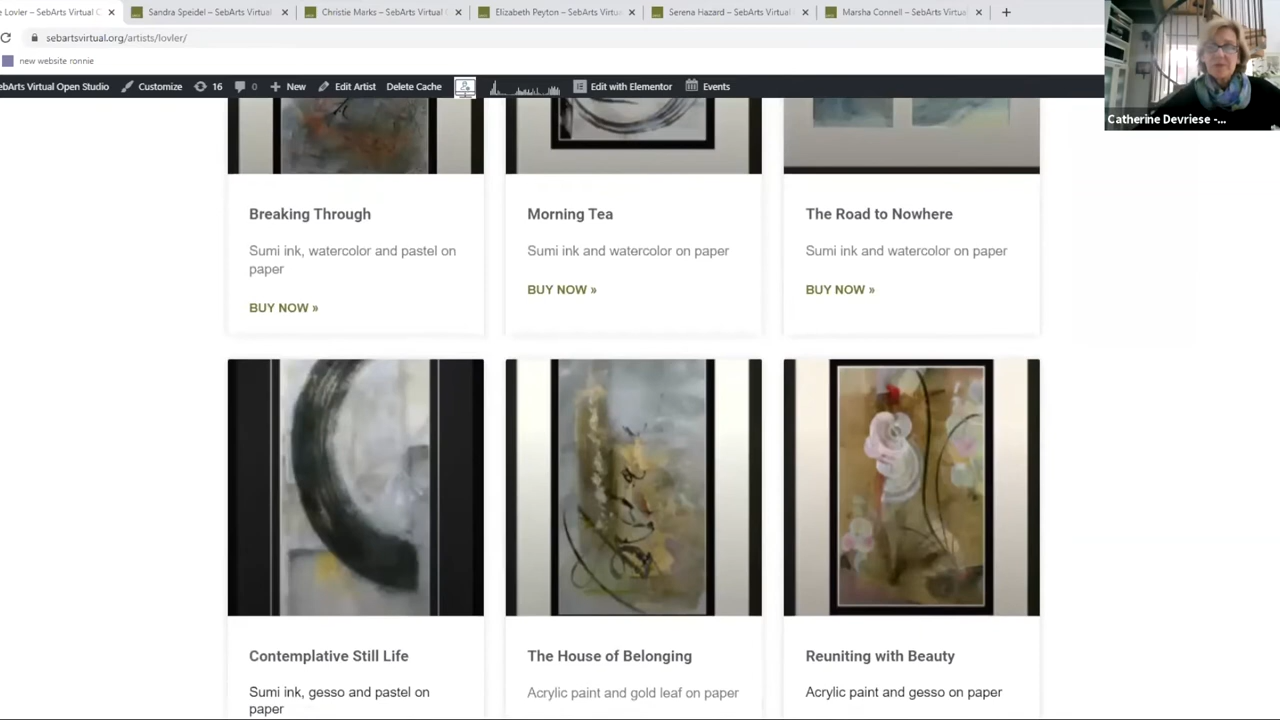 e Lovler – SebArts Virtual C
Sandra Speidel – SebArts Virtual
Christie Marks – SebArts Virtual C
Elizabeth Peyton – SebArts Virtu
Serena Hazard – SebArts Virtual
Marsha Connell – SebArts Virtual
sebartsvirtual.org/artists/lovler/
new website ronnie
ebArts Virtual Open Studio
Customize
16
0
New
Edit Artist
Delete Cache
Edit with Elementor
Events
Catherine Devriese -...
Breaking Through
Sumi ink, watercolor and pastel on
paper
BUY NOW »
Morning Tea
Sumi ink and watercolor on paper
BUY NOW »
The Road to Nowhere
Sumi ink and watercolor on paper
BUY NOW »
Contemplative Still Life
Sumi ink, gesso and pastel on
paper
The House of Belonging
Acrylic paint and gold leaf on paper
Reuniting with Beauty
Acrylic paint and gesso on paper